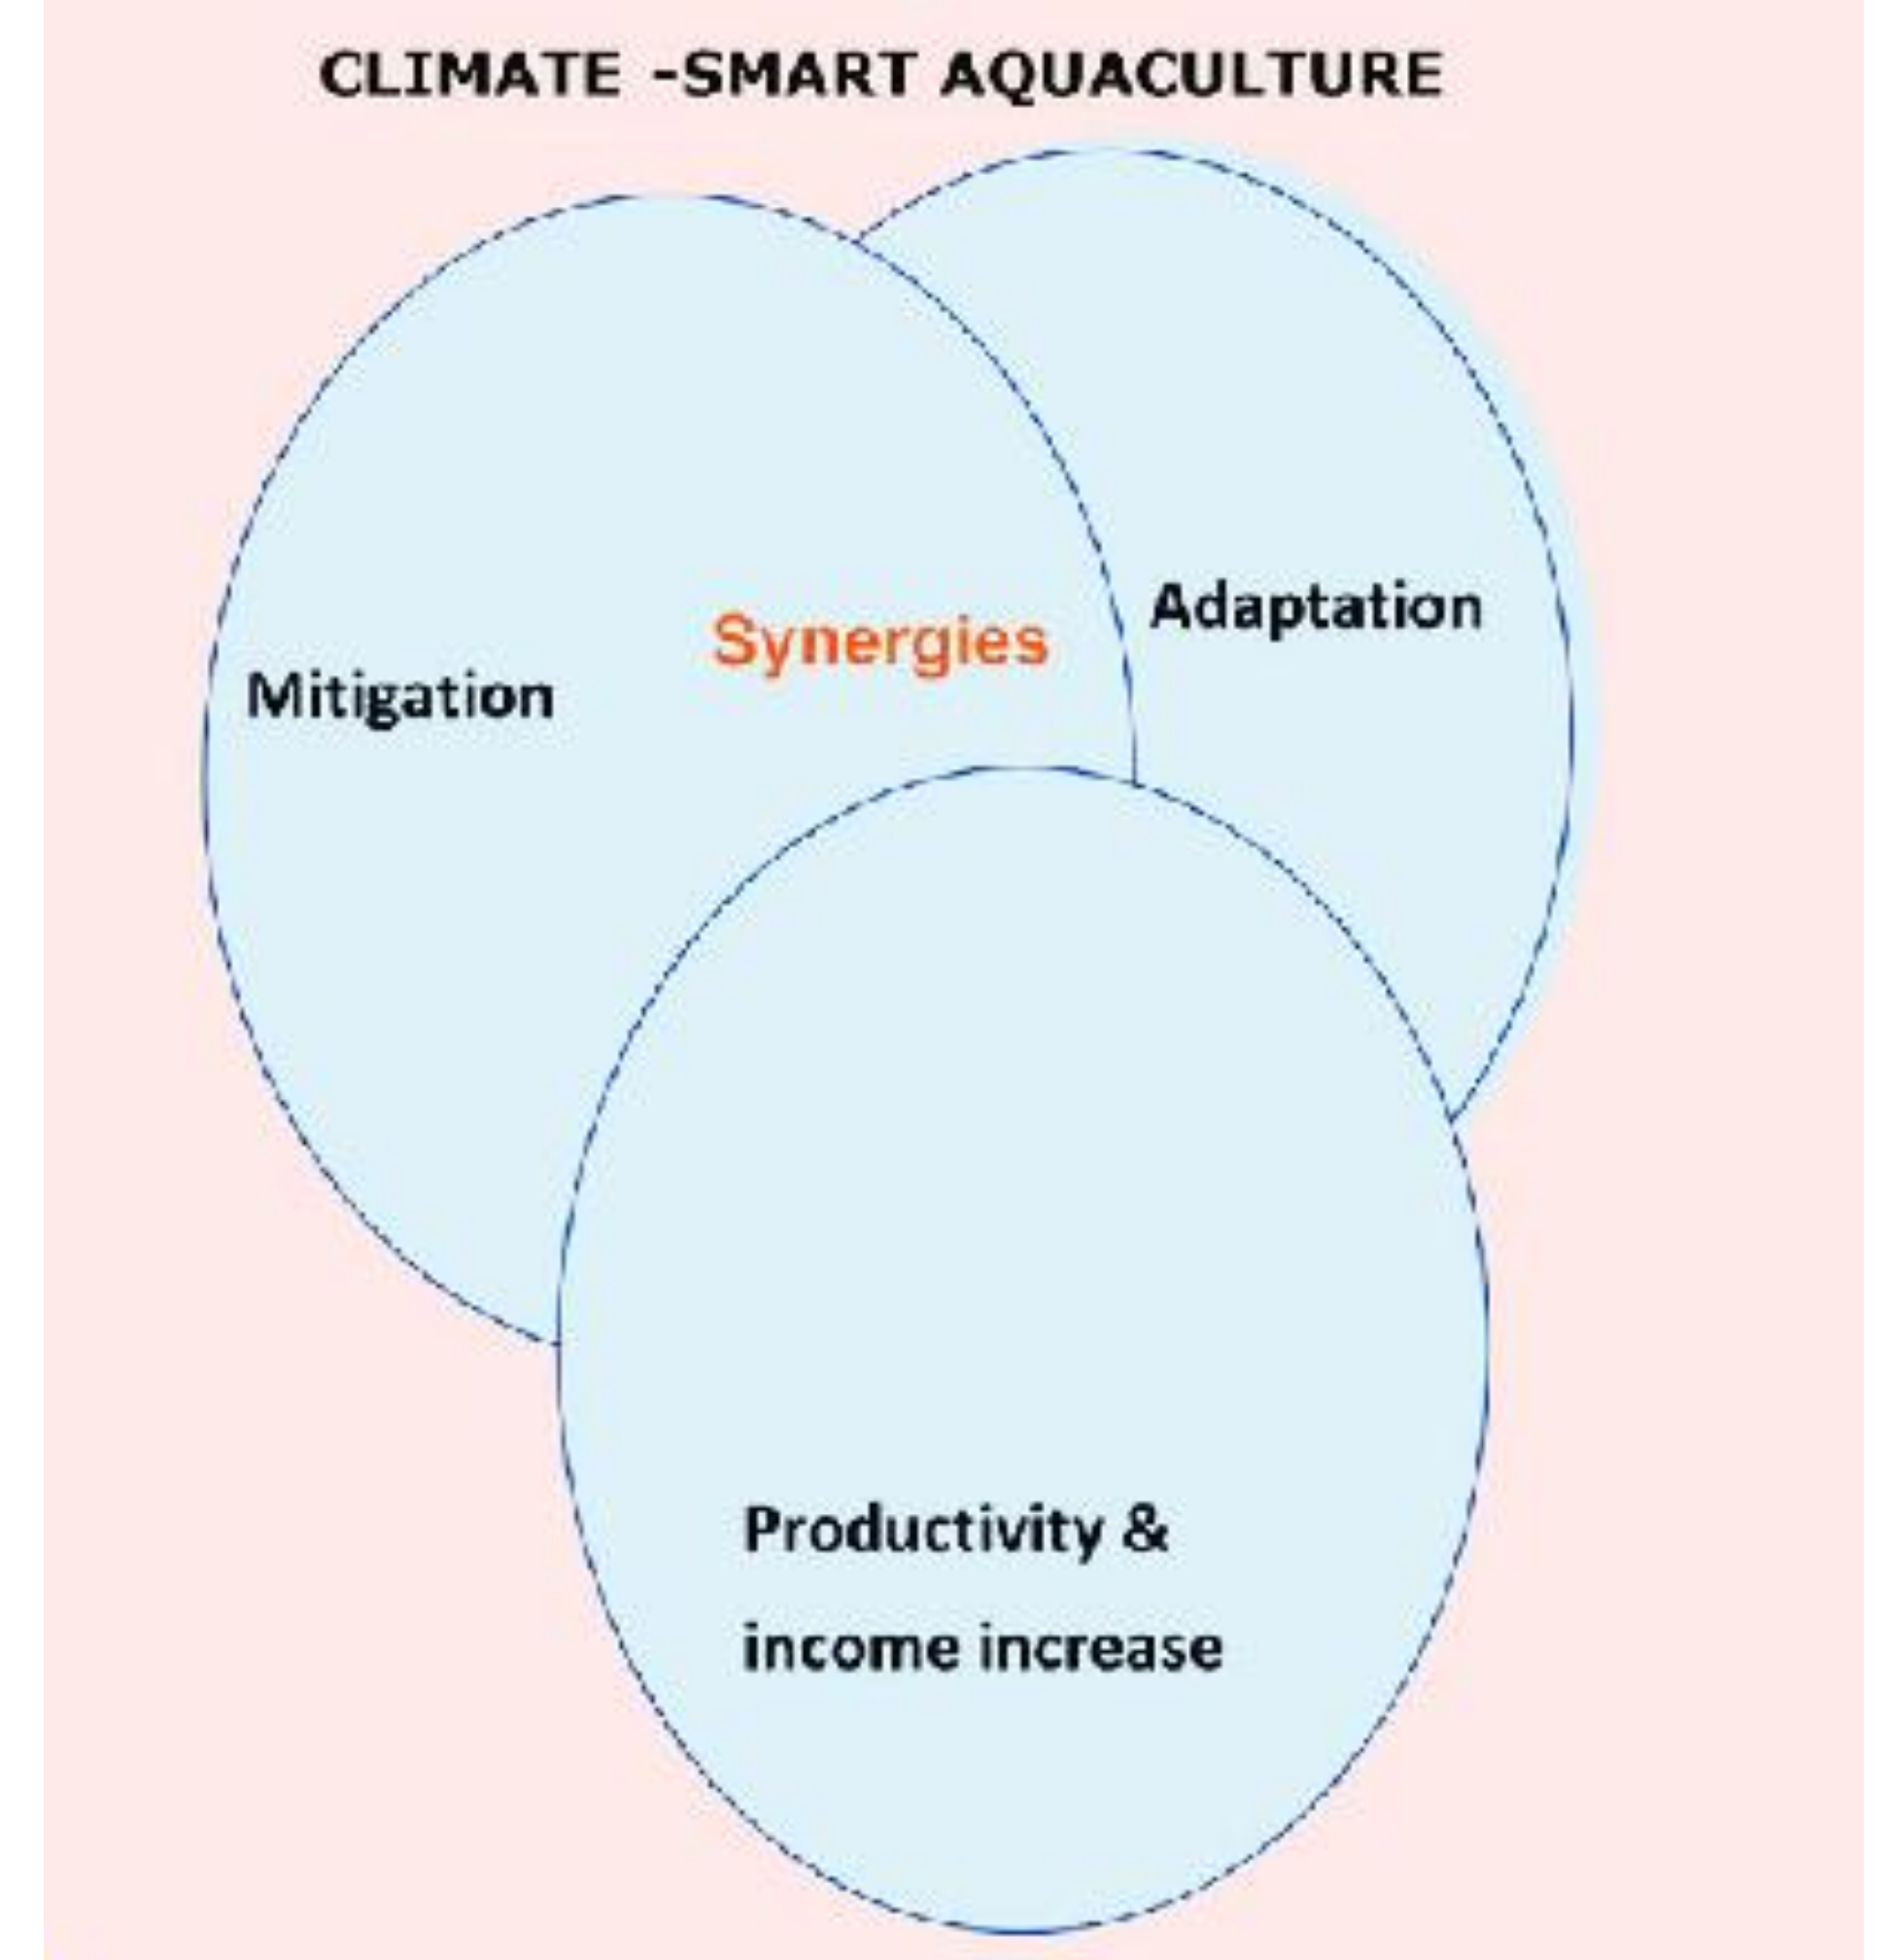 CLIMATE -SMART AQUACULTURE
Adaptation
Synergies
Mitigation
Productivity &
income increase